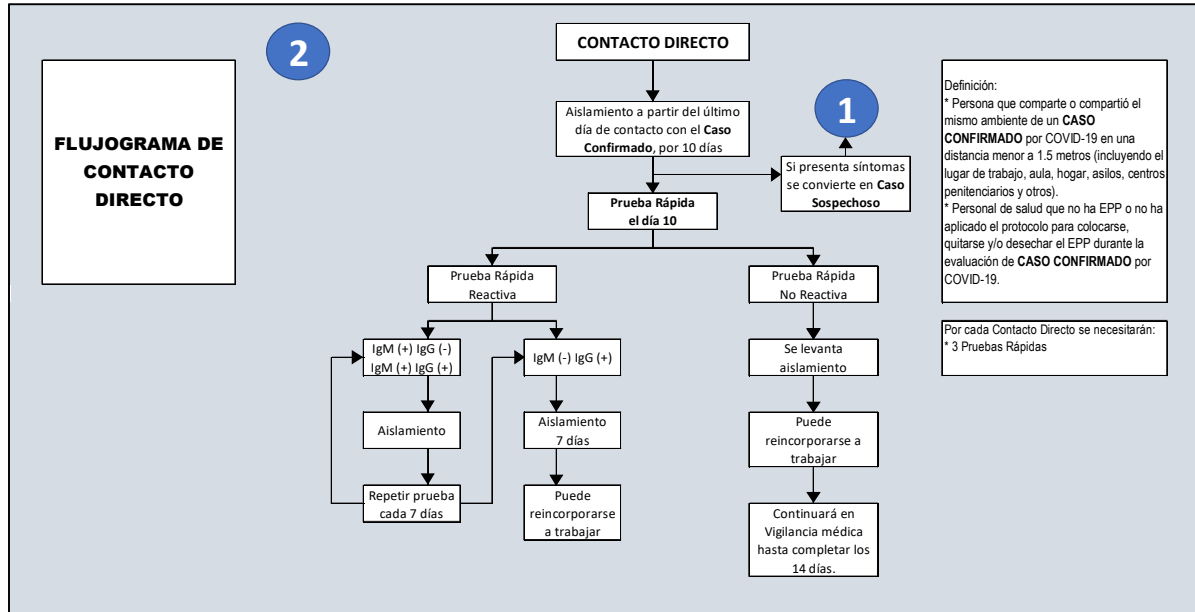 2
FLUJOGRAMA DE
CONTACTO
DIRECTO
CONTACTO DIRECTO
Aislamiento a partir del último
día de contacto con el Caso
Confirmado, por 10 días
1
Si presenta síntomas
se convierte en Caso
Sospechoso
Prueba Rápida
el día 10
Prueba Rápida
Reactiva
Prueba Rápida
No Reactiva
IgM (+) IgG (-)
IgM (+) IgG (+)
IgM (-) IgG (+)
Se levanta
aislamiento
Aislamiento
Aislamiento
7 días
Puede
reincorporarse a
trabajar
Repetir prueba
cada 7 días
Puede
reincorporarse
a trabajar
Continuará en
Vigilancia médica
hasta completar los
14 días.
Definición:
* Persona que comparte o compartió el
mismo ambiente de un CASO
CONFIRMADO por COVID-19 en una
distancia menor a 1.5 metros (incluyendo el
lugar de trabajo, aula, hogar, asilos, centros
penitenciarios y otros).
* Personal de salud que no ha EPP o no ha
aplicado el protocolo para colocarse,
quitarse y/o desechar el EPP durante la
evaluación de CASO CONFIRMADO por
COVID-19.
Por cada Contacto Directo se necesitarán:
* 3 Pruebas Rápidas